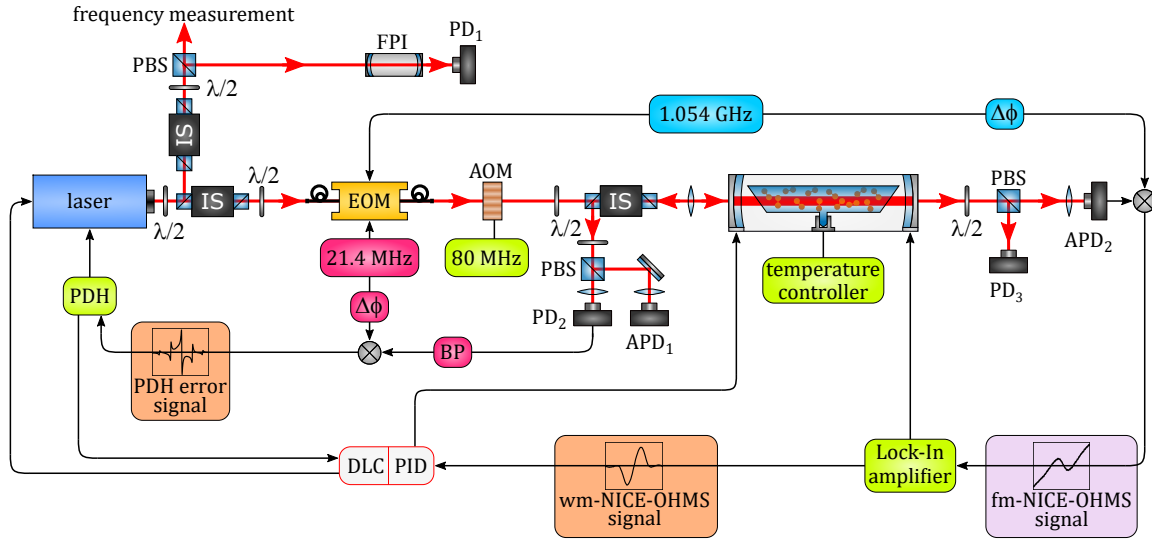 frequency measurement
PBS
FPI
PD1
λ/2
IS
1.054 GHz
Δϕ
laser
λ/2
IS
λ/2
EOM
AOM
λ/2
IS
PBS
λ/2
APD2
PD3
21.4 MHz
80 MHz
PBS
temperature
controller
PDH
Δϕ
PD2
APD1
BP
PDH error
signal
DLC
PID
wm-NICE-OHMS
signal
Lock-In
amplifier
fm-NICE-OHMS
signal